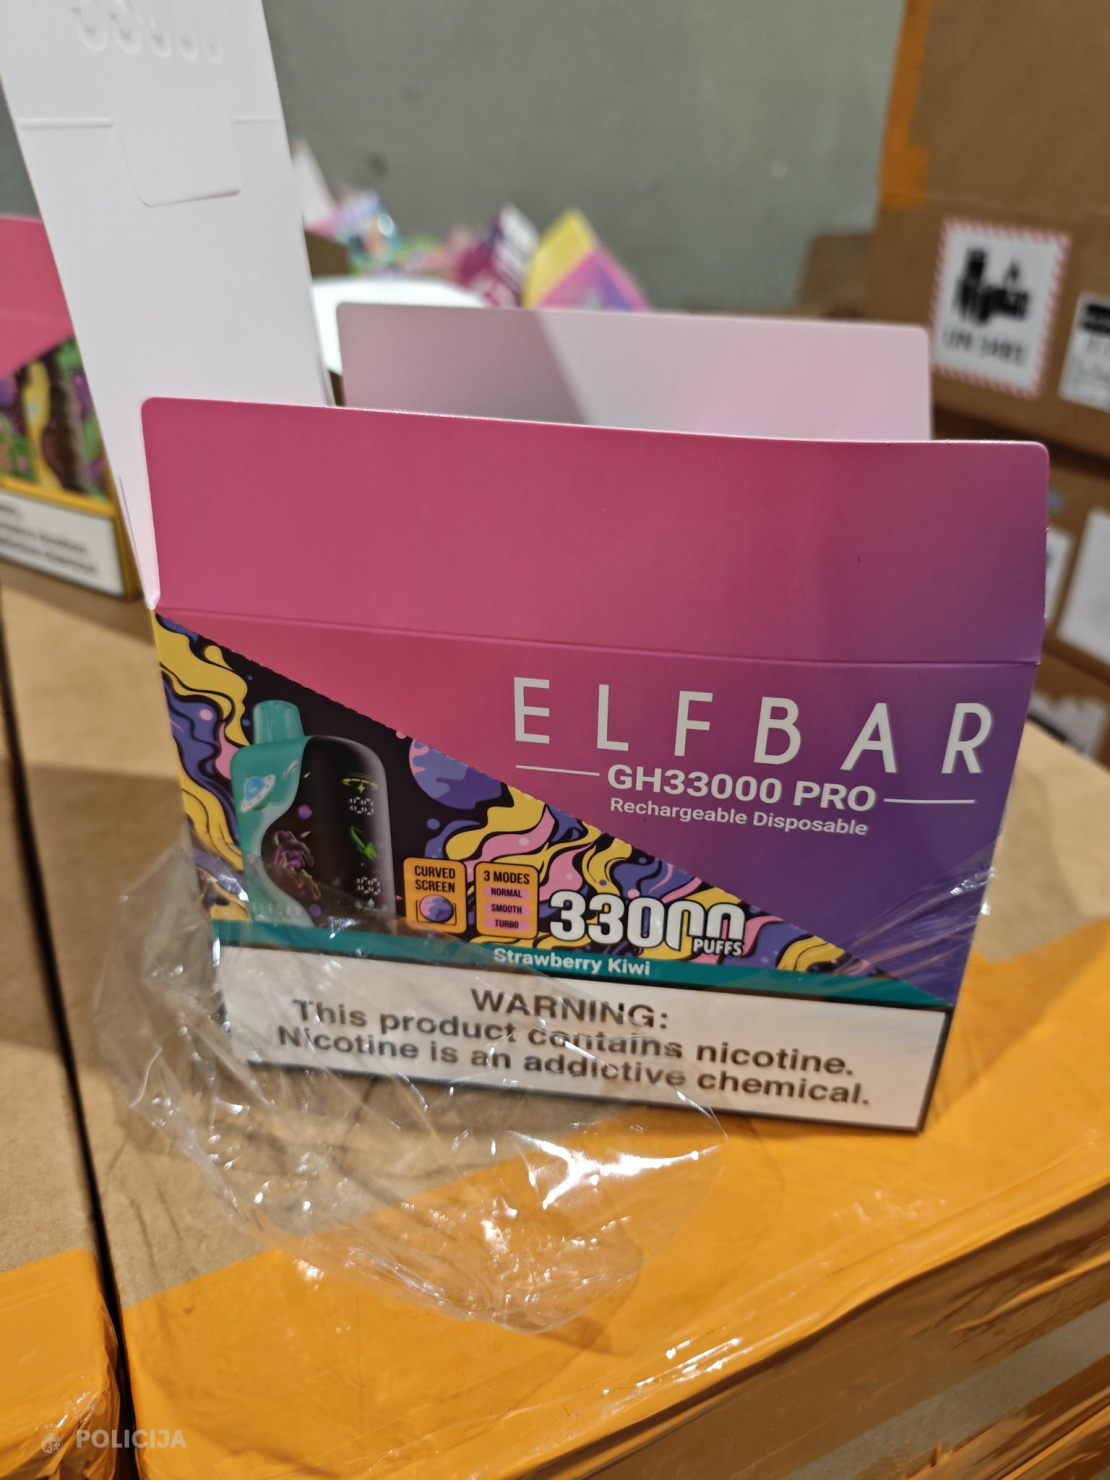 ELFBAR
GH33000 PRO
Rechargeable Disposable
CURVED
SCREEN
3 MODES
NORMAL
SMOOTH
TURBO
33000
PUFFS
ELFBAR
Strawberry Kiwi
WARNING:
This product contains nicotine.
Nicotine is an addictive chemical.
POLICIJA